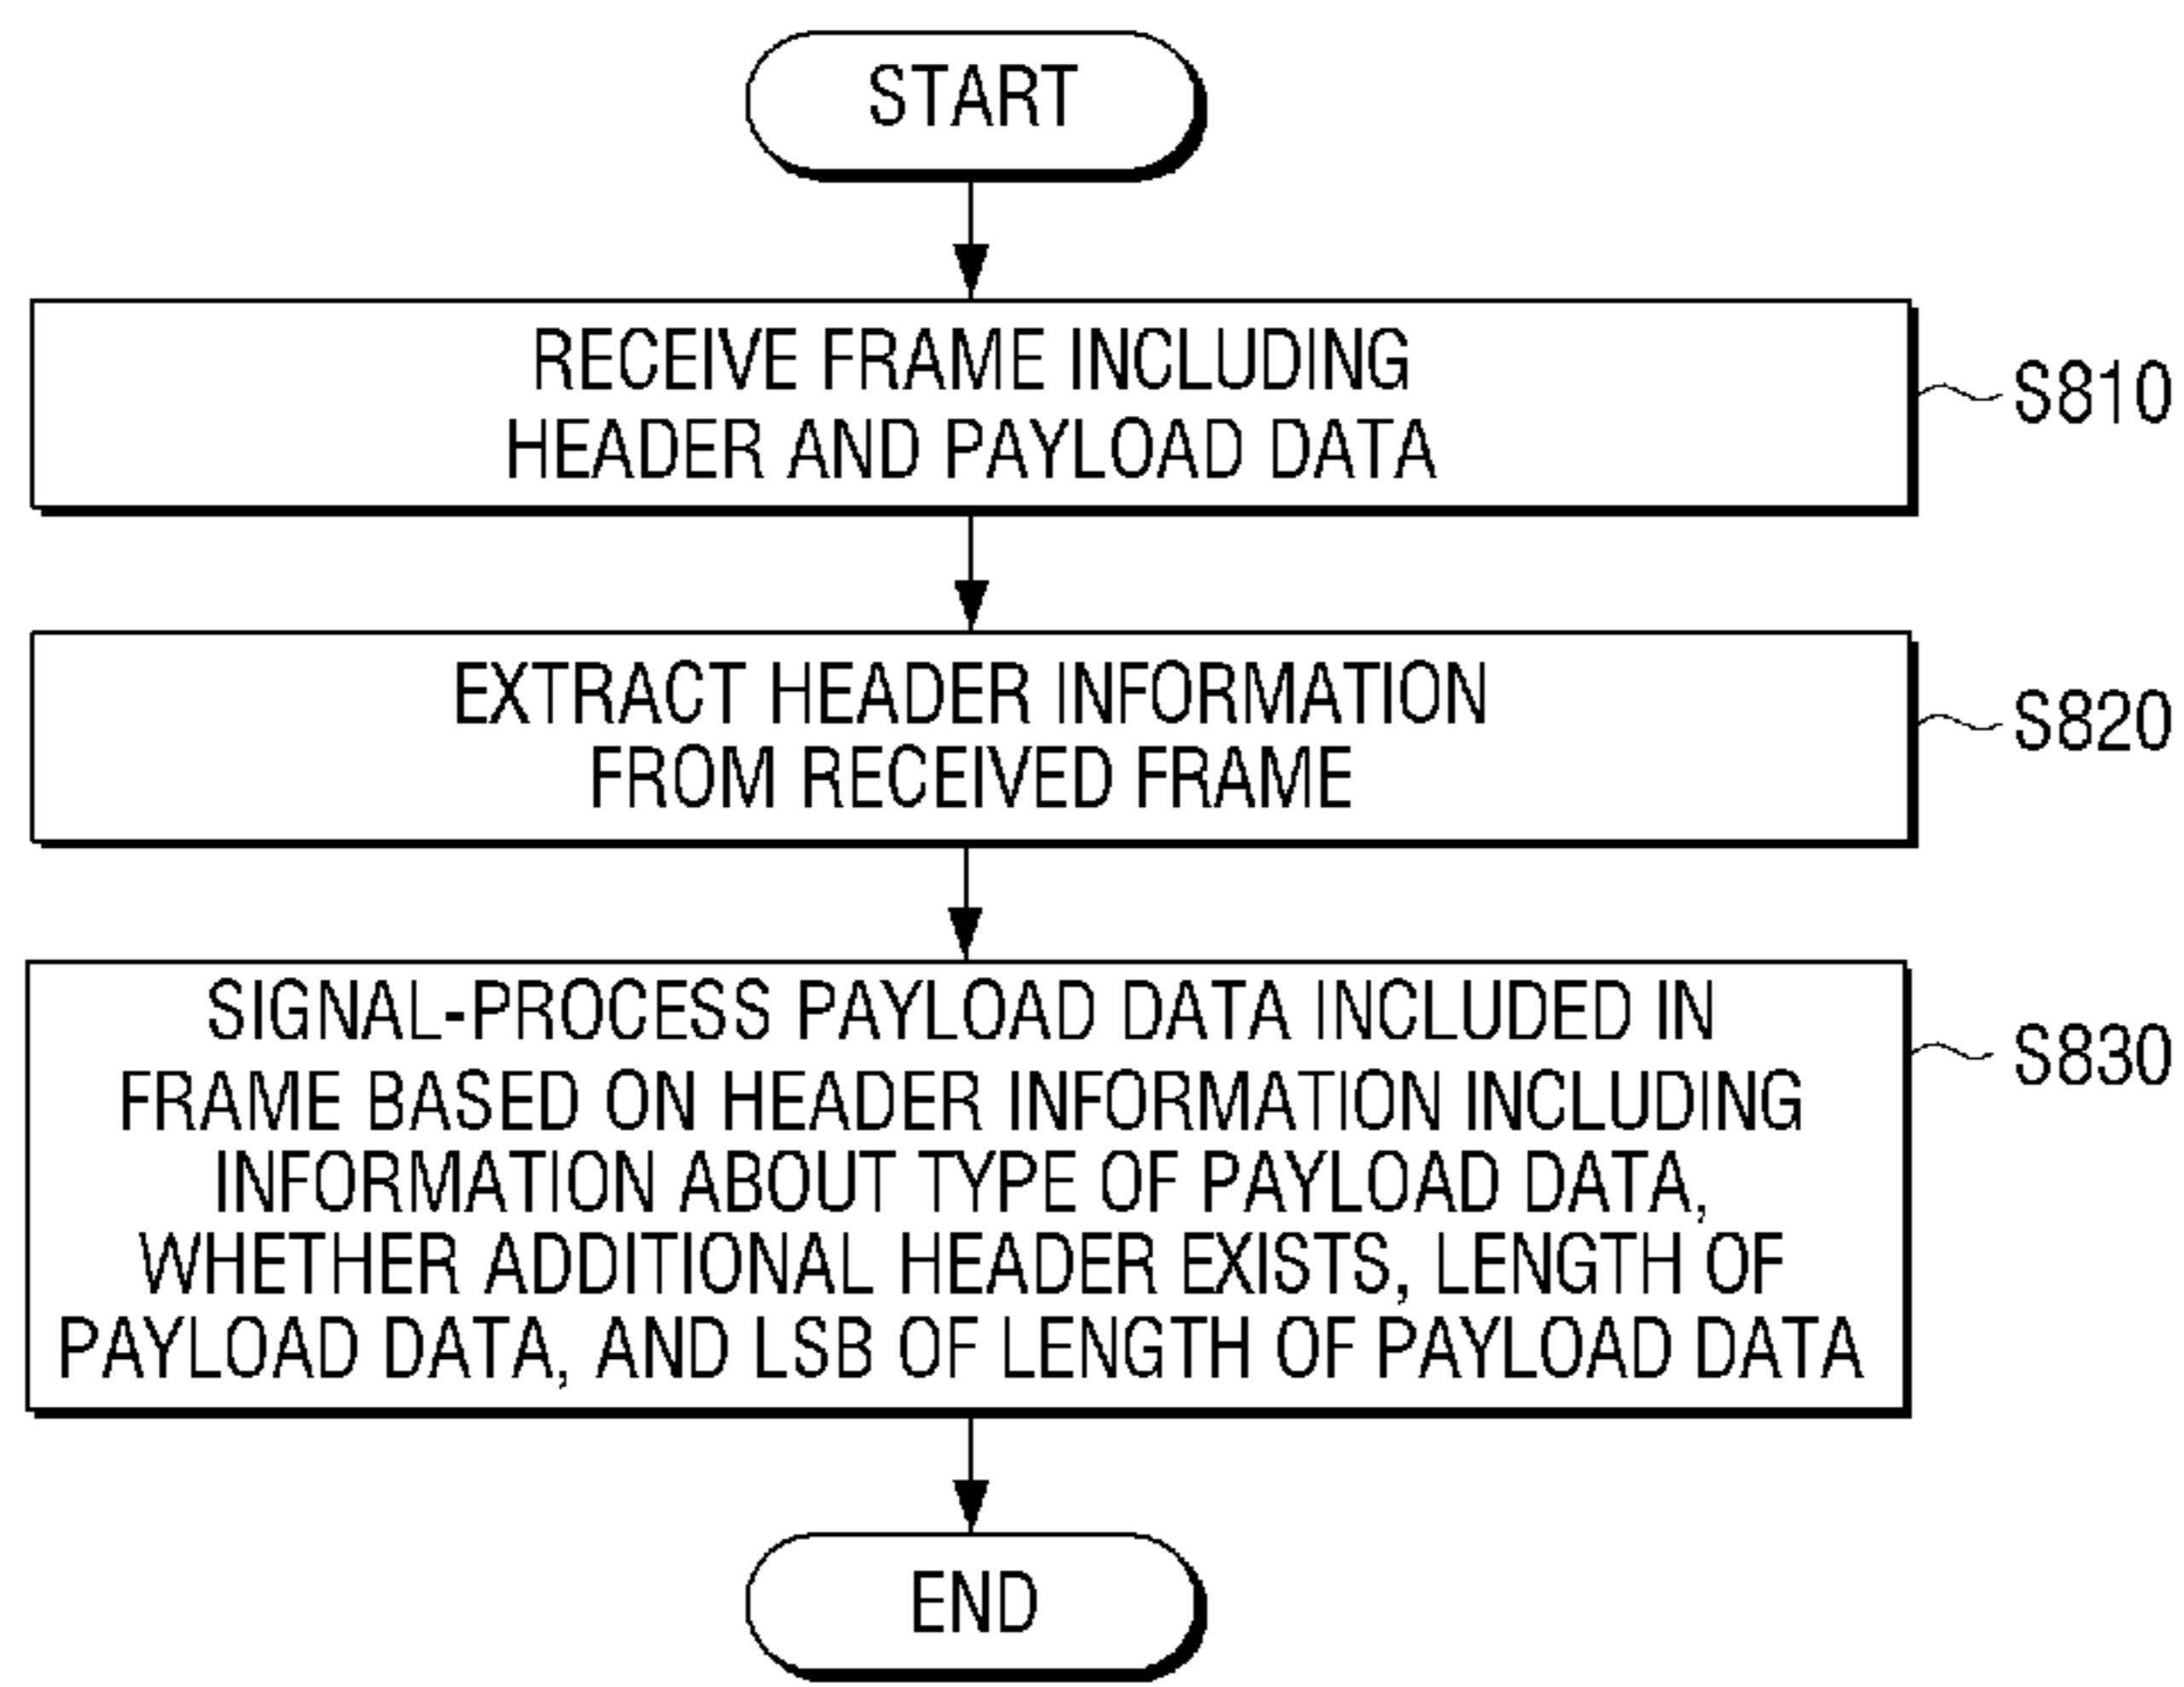 START
RECEIVE FRAME INCLUDING
HEADER AND PAYLOAD DATA
S810
EXTRACT HEADER INFORMATION
FROM RECEIVED FRAME
S820
SIGNAL-PROCESS PAYLOAD DATA INCLUDED IN
FRAME BASED ON HEADER INFORMATION INCLUDING
INFORMATION ABOUT TYPE OF PAYLOAD DATA,
WHETHER ADDITIONAL HEADER EXISTS, LENGTH OF
PAYLOAD DATA, AND LSB OF LENGTH OF PAYLOAD DATA
S830
END